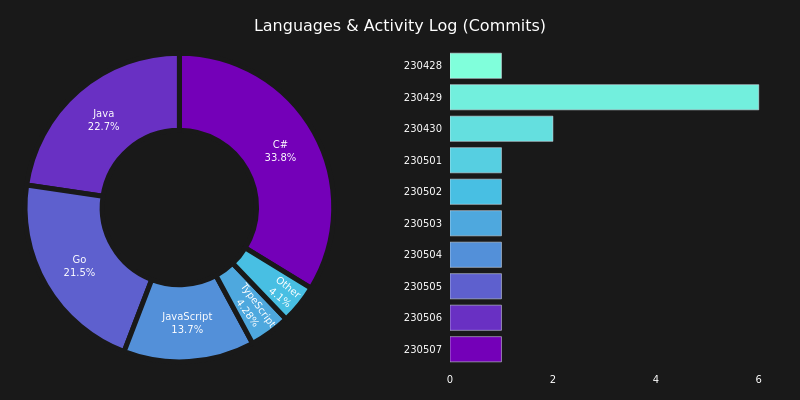 Languages & Activity Log (Commits)
C#
33.8%
Java
22.7%
Go
21.5%
JavaScript
13.7%
TypeScript
4.28%
Other
4.1%
230428
230429
230430
230501
230502
230503
230504
230505
230506
230507
0 2 4 6